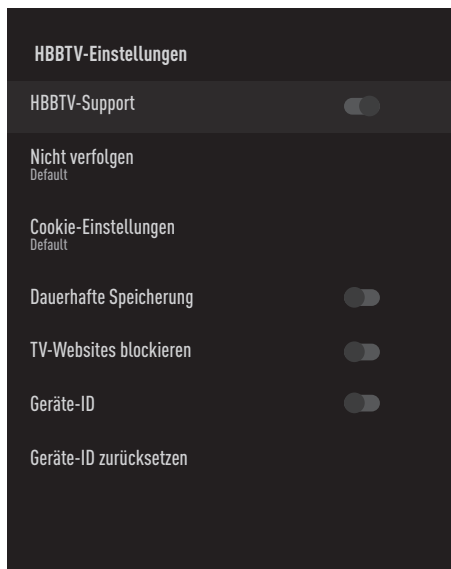 HBBTV-Einstellungen
HBBTV-Support
Nicht verfolgen
Default
Cookie-Einstellungen
Default
Dauerhafte Speicherung
TV-Websites blockieren
Geräte-ID
Geräte-ID zurücksetzen